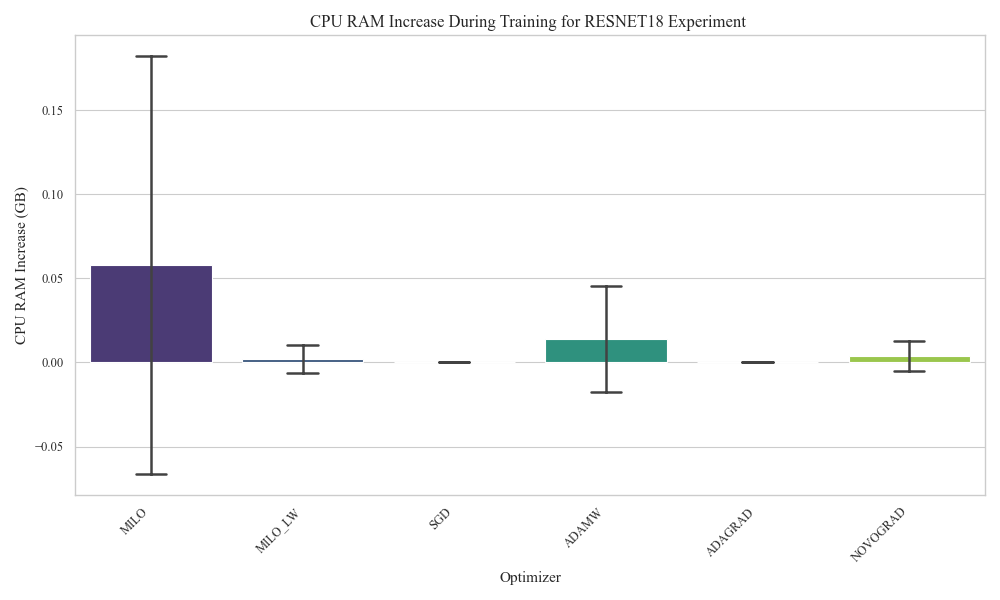 CPU RAM Increase During Training for RESNET18 Experiment
CPU RAM Increase (GB)
0.15
0.10
0.05
0.00
−0.05
MILO
MILO_LW
SGD
ADAMW
ADAGRAD
NOVOGRAD
Optimizer